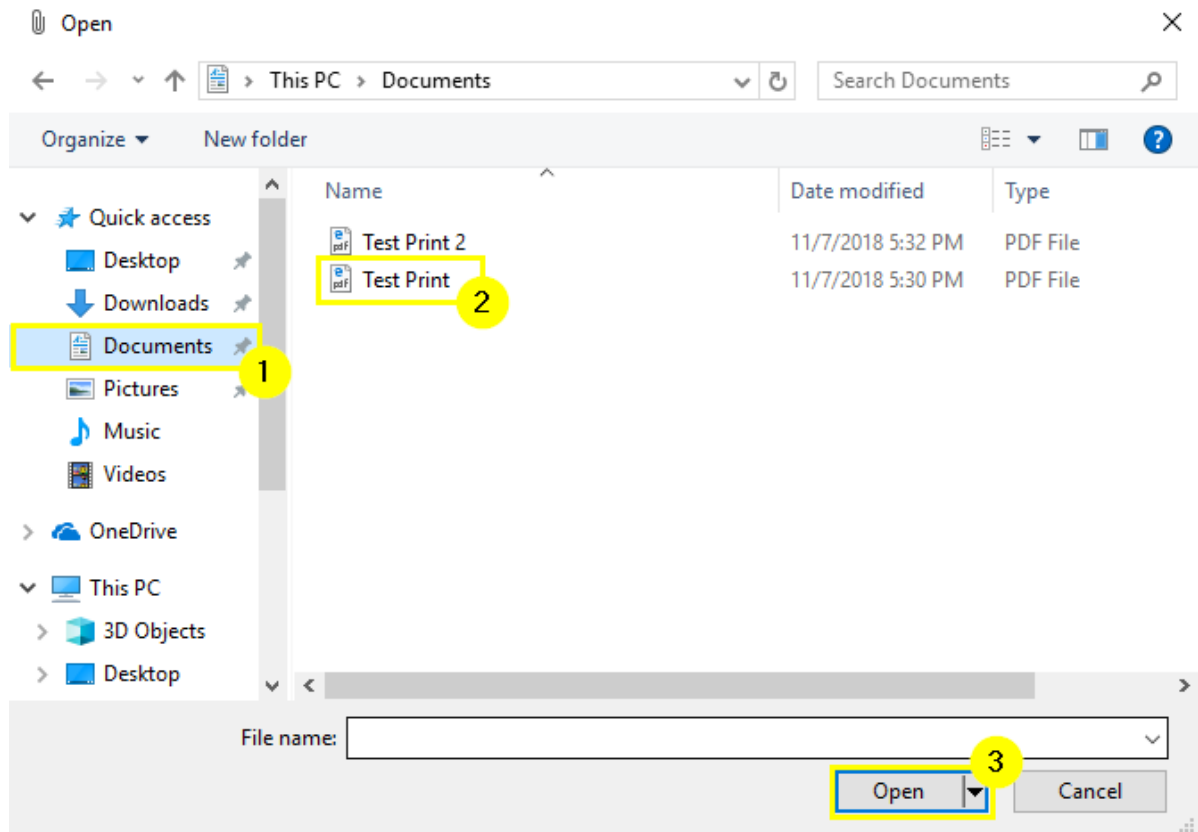 Open
This PC > Documents
Search Documents
Organize
New folder
?
Name
Date modified
Type
Quick access
Desktop
Downloads
Documents
1
Pictures
Music
Videos
OneDrive
This PC
3D Objects
Desktop
pdf Test Print 2 11/7/2018 5:32 PM PDF File
pdf Test Print 11/7/2018 5:30 PM PDF File
2
File name:
3
Open
Cancel